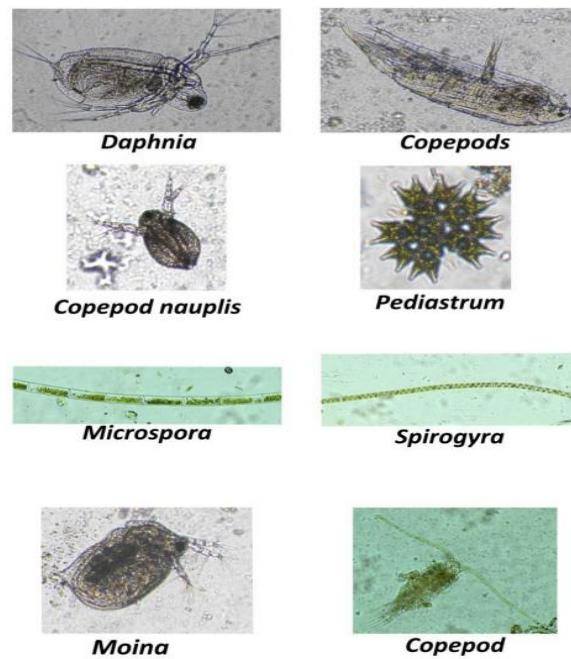 Daphnia
Copepods
Copepod nauplis
Pediastrum
Microspora
Spirogyra
Moina
Copepod